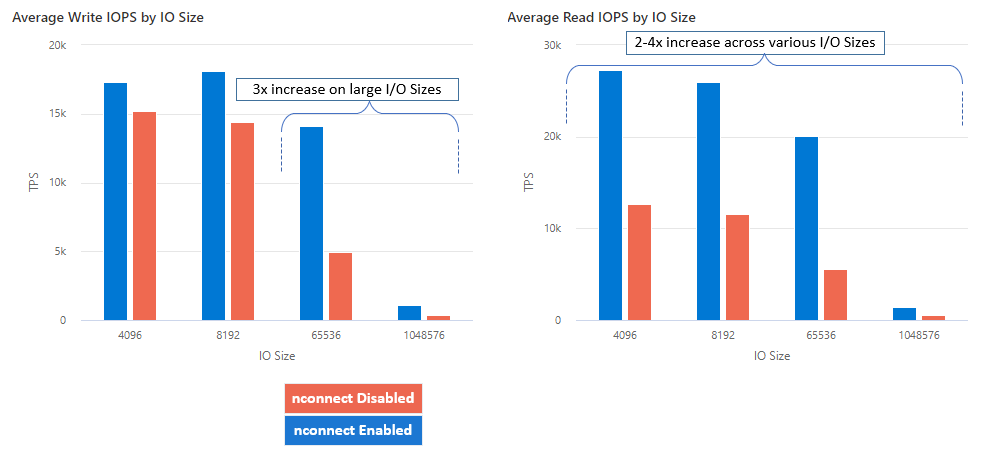 Average Write IOPS by IO Size
20k
15k
10k
5k
0
TPS
3x increase on large I/O Sizes
4096
8192
65536
1048576
IO Size
Average Read IOPS by IO Size
30k
20k
10k
0
TPS
2-4x increase across various I/O Sizes
4096
8192
65536
1048576
IO Size
nconnect Disabled
nconnect Enabled